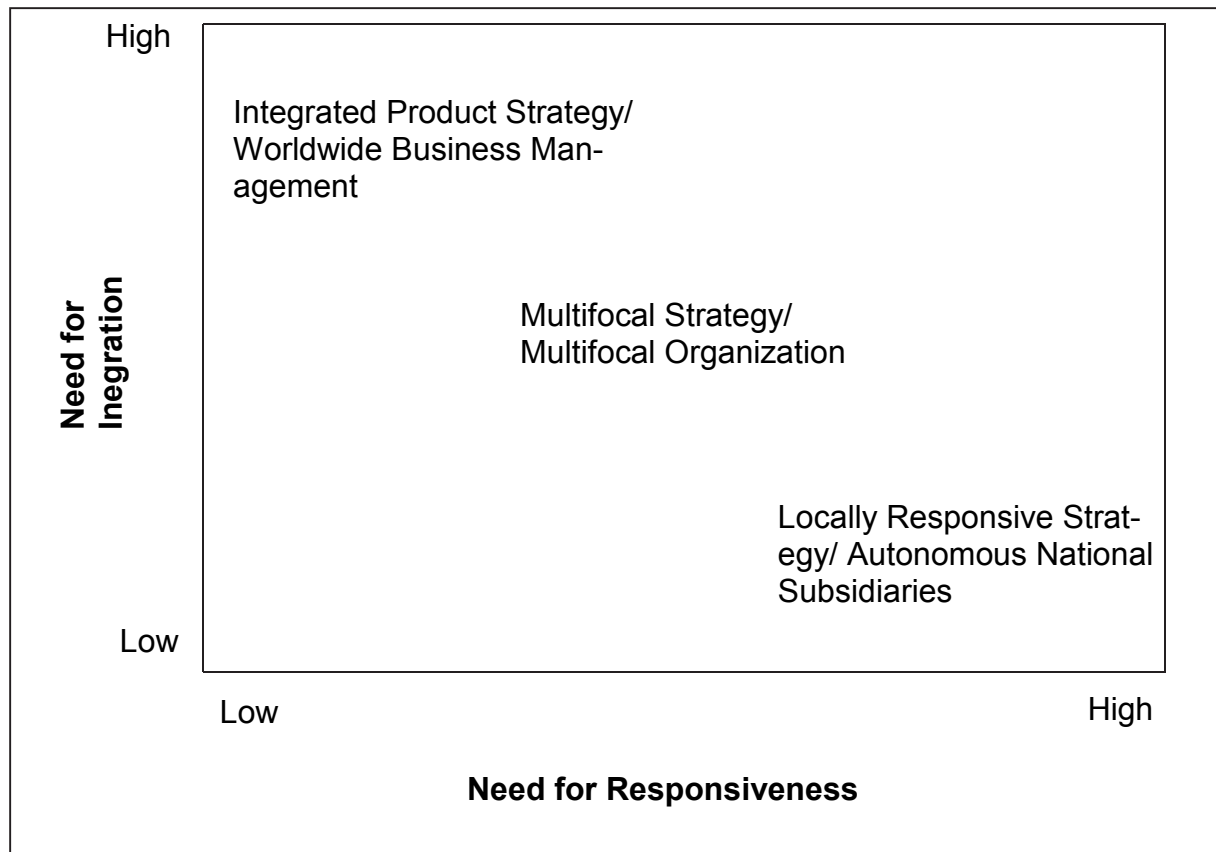 High
Integrated Product Strategy/
Worldwide Business Man-
agement
Need for
Inegration
Multifocal Strategy/
Multifocal Organization
Locally Responsive Strat-
egy/ Autonomous National
Subsidiaries
Low
Low
High
Need for Responsiveness